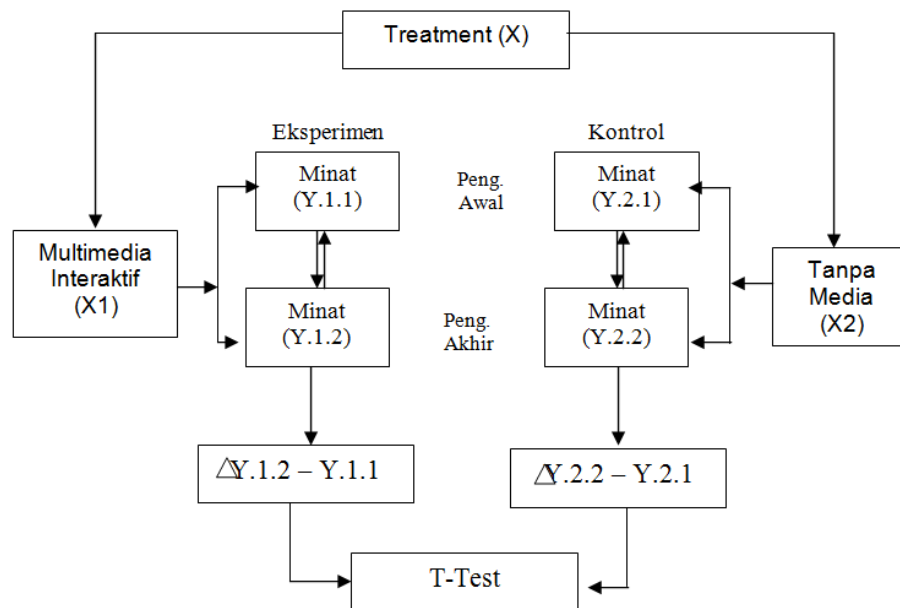 Treatment (X)
Eksperimen
Kontrol
Minat
(Y.1.1)
Peng.
Awal
Minat
(Y.2.1)
Multimedia
Interaktif
(X1)
Tanpa
Media
(X2)
Minat
(Y.1.2)
Peng.
Akhir
Minat
(Y.2.2)
△Y.1.2 – Y.1.1
△Y.2.2 – Y.2.1
T-Test